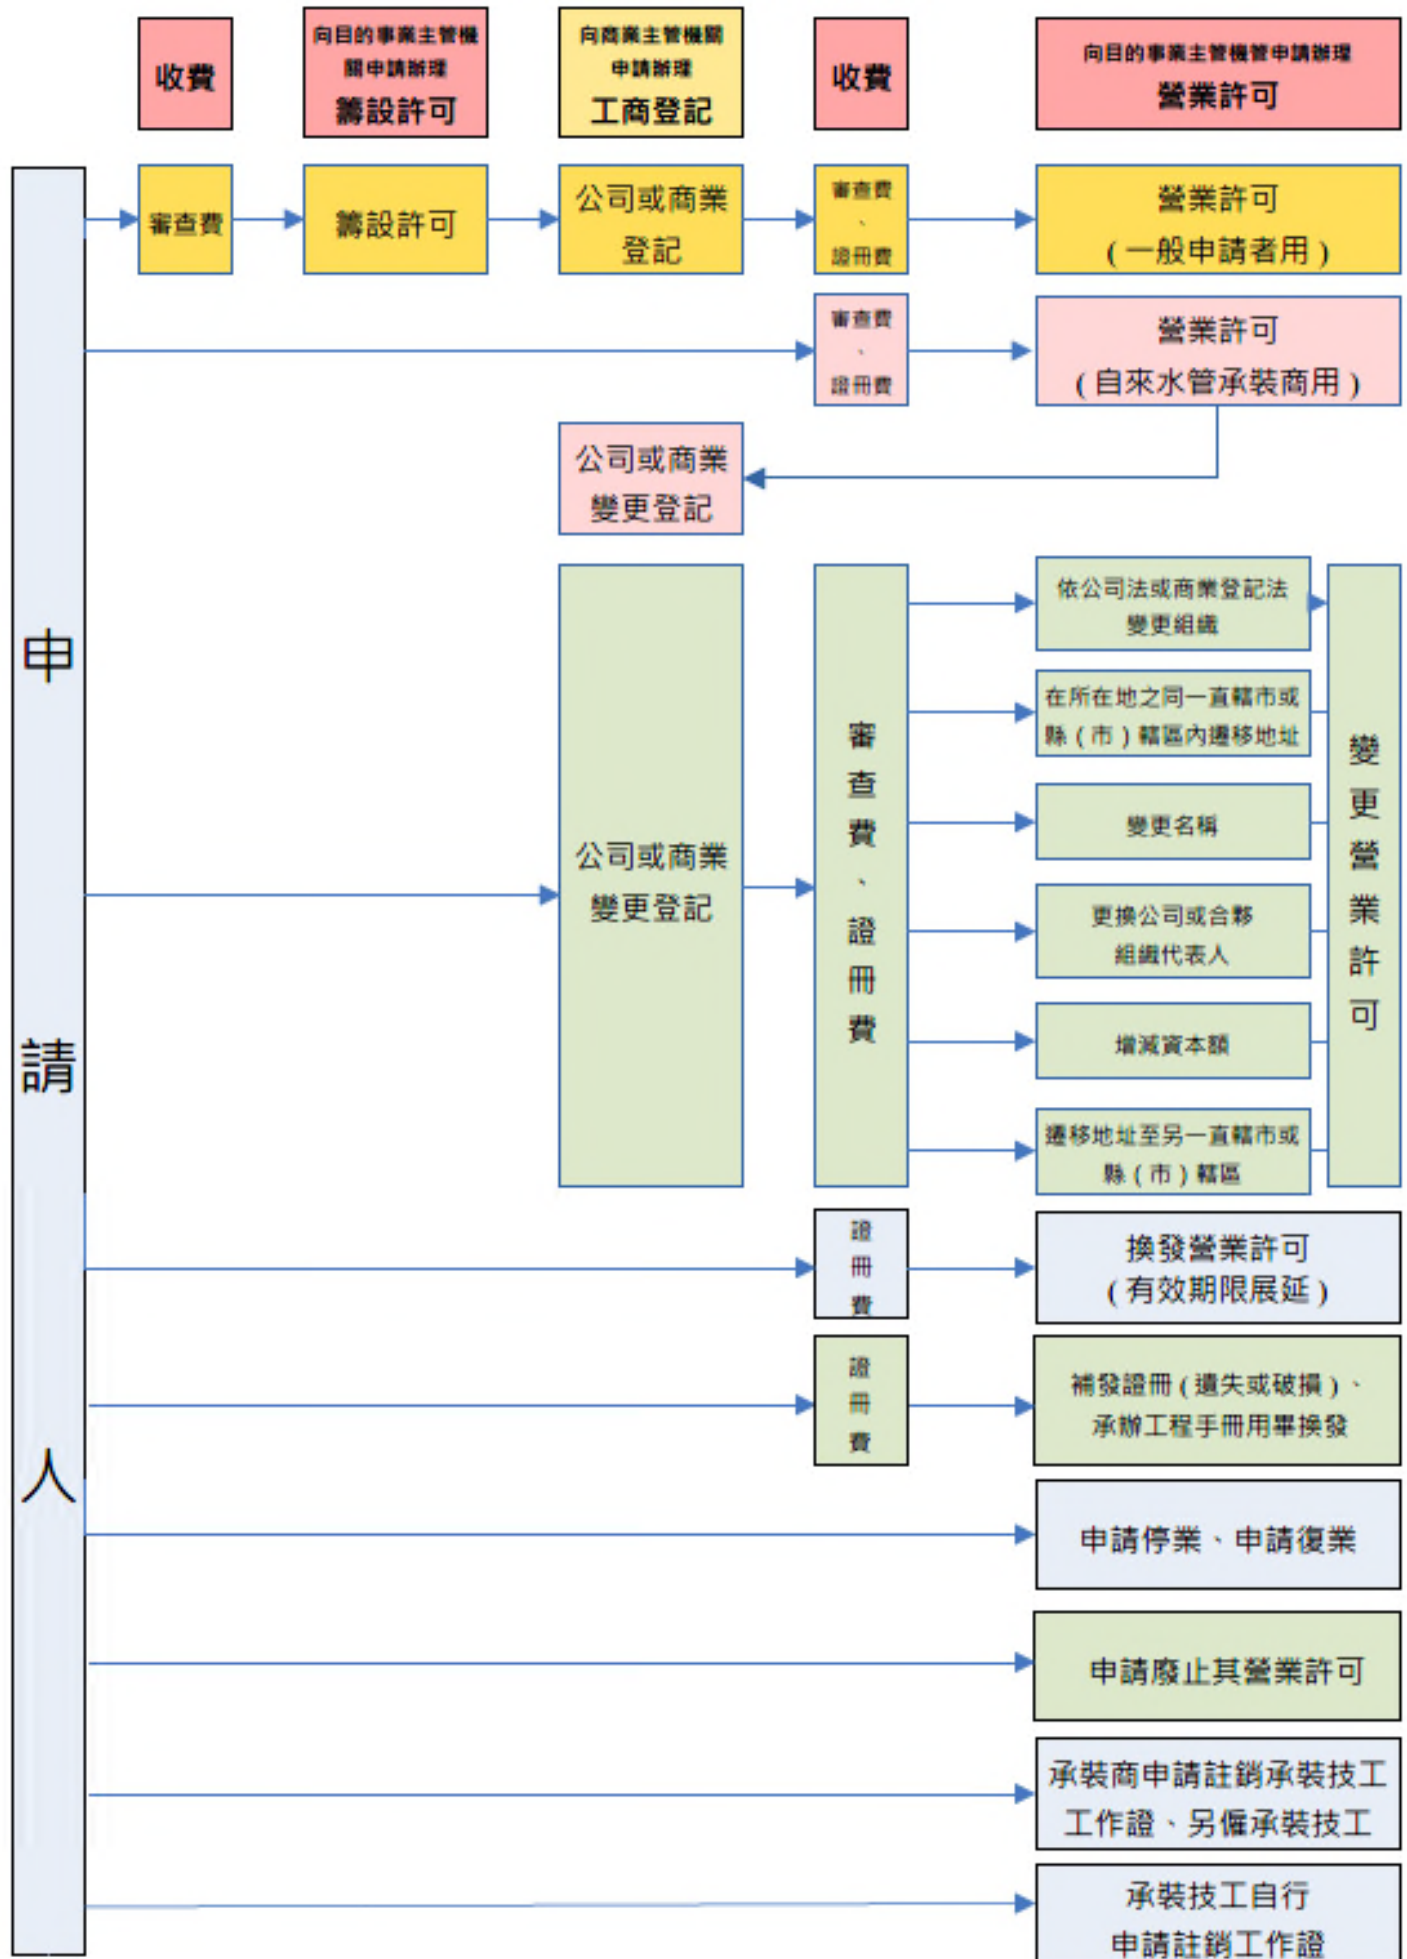 收費
向目的事業主管機
關申請辦理
籌設許可
向商業主管機關
申請辦理
工商登記
收費
向目的事業主管機管申請辦理
營業許可
申
請
人
審查費
籌設許可
公司或商業
登記
審查費
、
證冊費
營業許可
(一般申請者用)
審查費
、
證冊費
營業許可
(自來水管承裝商用)
公司或商業
變更登記
公司或商業
變更登記
審
查
費
、
證
冊
費
依公司法或商業登記法
變更組織
在所在地之同一直轄市或
縣(市)轄區內遷移地址
變更名稱
更換公司或合夥
組織代表人
增減資本額
遷移地址至另一直轄市或
縣(市)轄區
變
更
營
業
許
可
證
冊
費
換發營業許可
(有效期限展延)
證
冊
費
補發證冊(遺失或破損)、
承辦工程手冊用畢換發
申請停業、申請復業
申請廢止其營業許可
承裝商申請註銷承裝技工
工作證、另僱承裝技工
承裝技工自行
申請註銷工作證